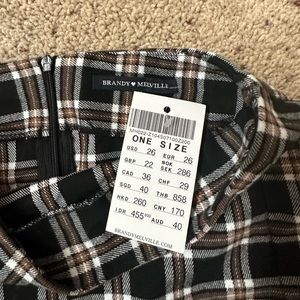 BRANDY♥MELVILLE
ONE SIZE
USD 26 EUR 26
GBP 22 NOK SEK 286
CAD 36 CHF 29
SGD 40 THB 858
HKD 260 CNY 170
IDR 455 AUD 40
BRANDYMELVILLE.COM